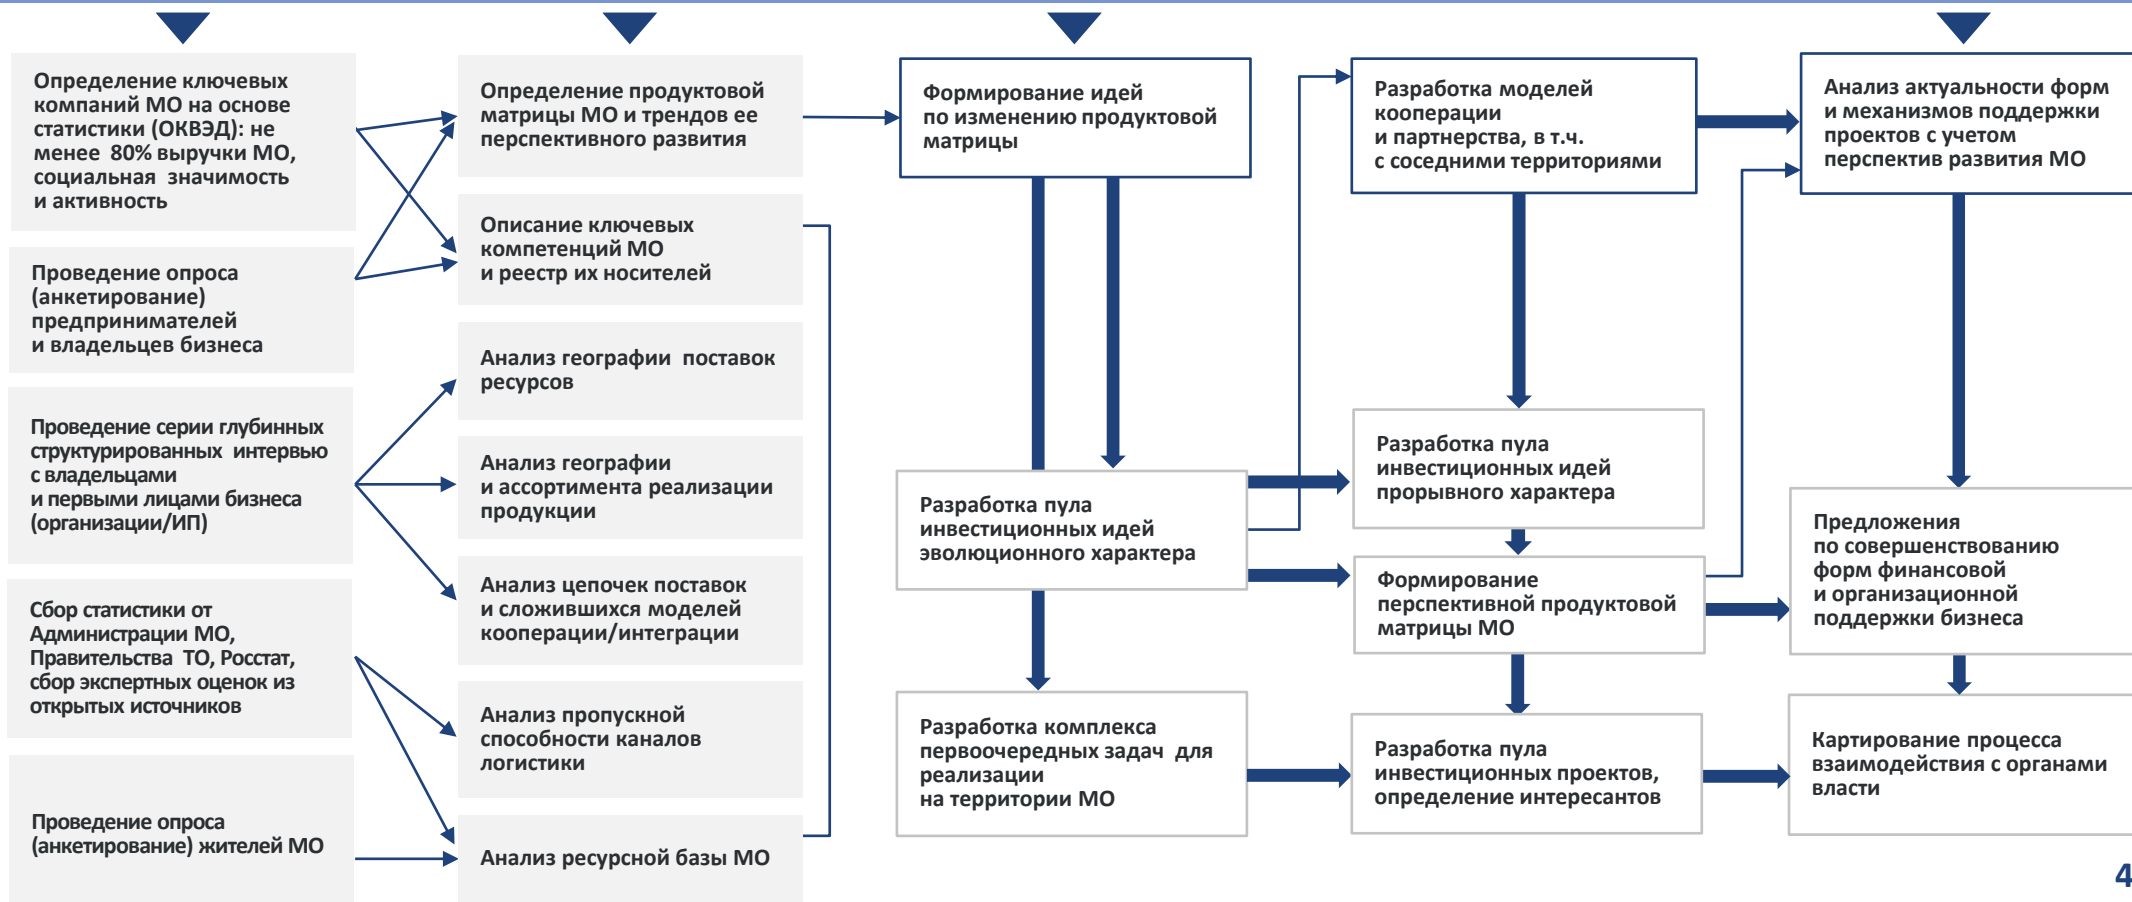 Определение ключевых
компаний МО на основе
статистики (ОКВЭД): не
менее 80% выручки МО,
социальная значимость
и активность
Проведение опроса
(анкетирование)
предпринимателей
и владельцев бизнеса
Проведение серии глубинных
структурированных интервью
с владельцами
и первыми лицами бизнеса
(организации/ИП)
Сбор статистики от
Администрации МО,
Правительства ТО, Росстат,
сбор экспертных оценок из
открытых источников
Проведение опроса
(анкетирование) жителей МО
Определение продуктовой
матрицы МО и трендов ее
перспективного развития
Описание ключевых
компетенций МО
и реестр их носителей
Анализ географии поставок
ресурсов
Анализ географии
и ассортимента реализации
продукции
Анализ цепочек поставок
и сложившихся моделей
кооперации/интеграции
Анализ пропускной
способности каналов
логистики
Анализ ресурсной базы МО
Формирование идей
по изменению продуктовой
матрицы
Разработка пула
инвестиционных идей
эволюционного характера
Разработка комплекса
первоочередных задач для
реализации
на территории МО
Разработка моделей
кооперации
и партнерства, в т.ч.
с соседними территориями
Разработка пула
инвестиционных идей
прорывного характера
Формирование
перспективной продуктовой
матрицы МО
Разработка пула
инвестиционных проектов,
определение интересантов
Анализ актуальности форм
и механизмов поддержки
проектов с учетом
перспектив развития МО
Предложения
по совершенствованию
форм финансовой
и организационной
поддержки бизнеса
Картирование процесса
взаимодействия с органами
власти
4